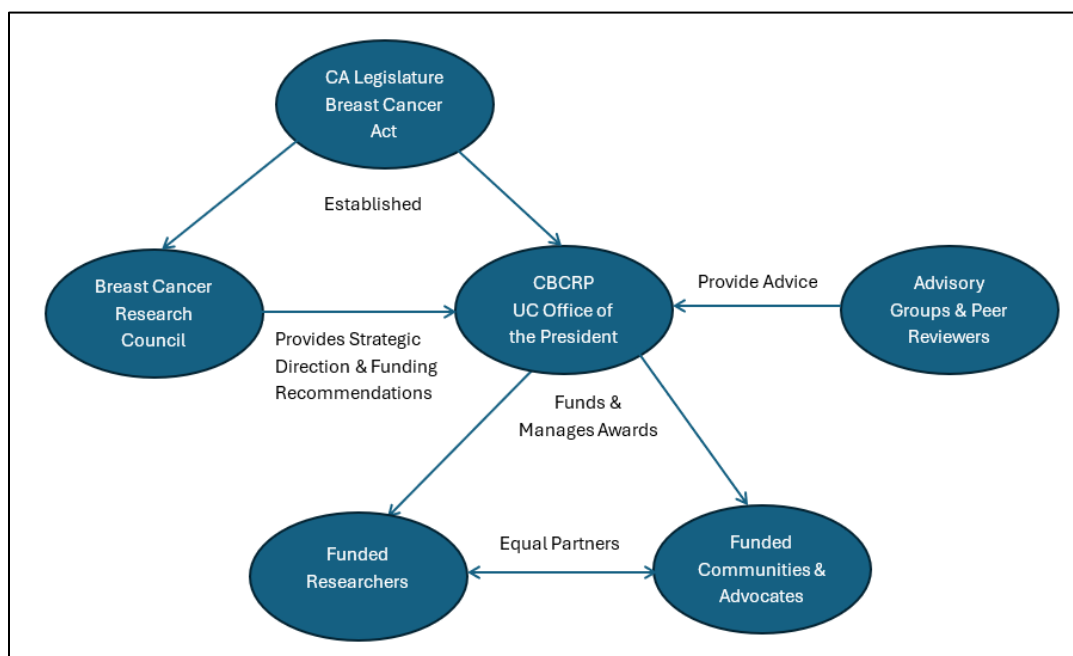 CA Legislature
Breast Cancer
Act
Established
Breast Cancer
Research
Council
Provides Strategic
Direction & Funding
Recommendations
CBCRP
UC Office of
the President
Provide Advice
Advisory
Groups & Peer
Reviewers
Funds &
Manages Awards
Funded
Researchers
Equal Partners
Funded
Communities &
Advocates